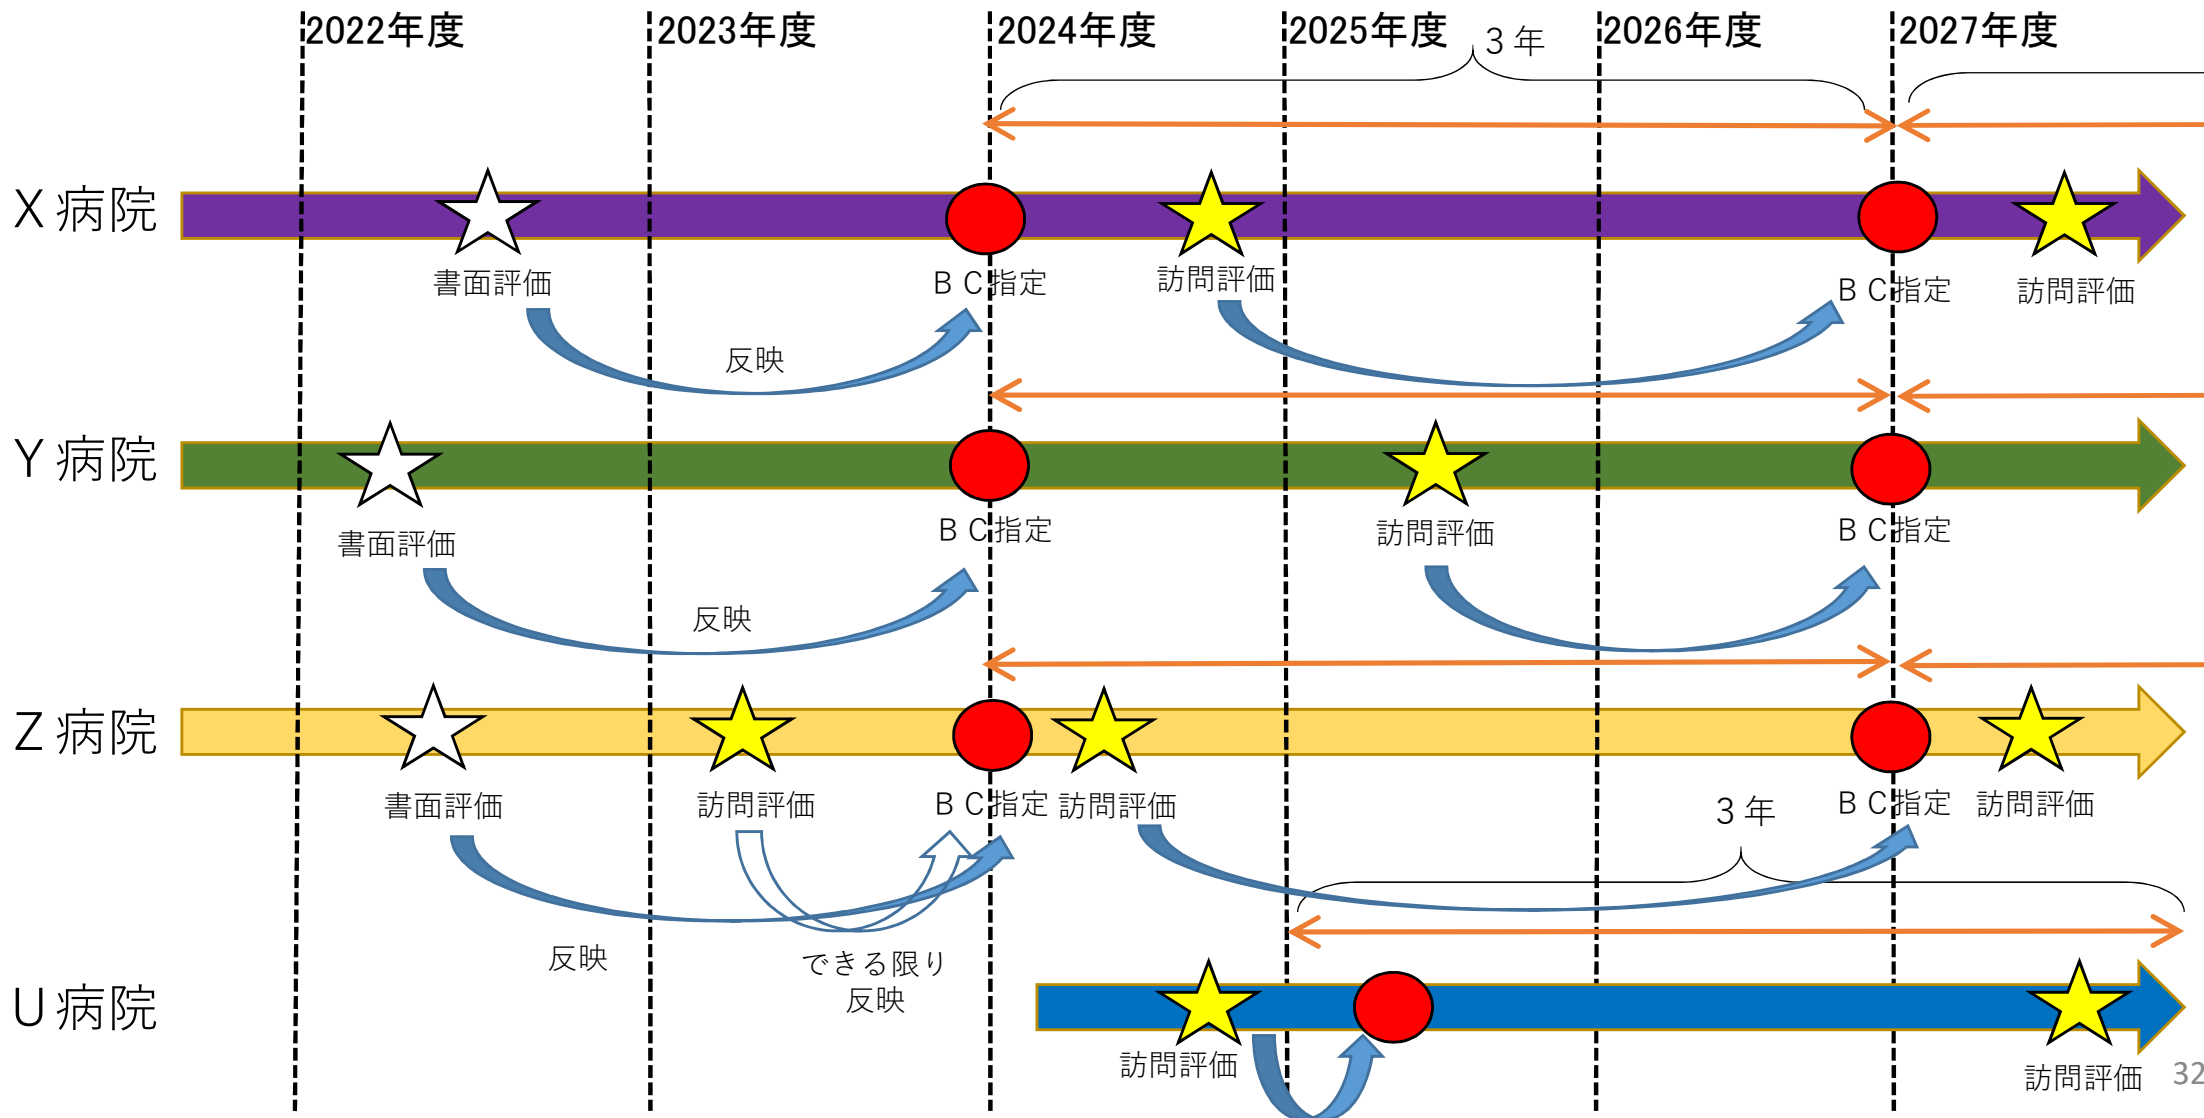 2022年度
2023年度
2024年度
2025年度
2026年度
2027年度
3年
X病院
書面評価
BC指定
訪問評価
BC指定
訪問評価
反映
Y病院
書面評価
BC指定
訪問評価
BC指定
反映
Z病院
書面評価
訪問評価
BC指定
訪問評価
BC指定
訪問評価
3年
反映
できる限り
反映
U病院
訪問評価
訪問評価
32